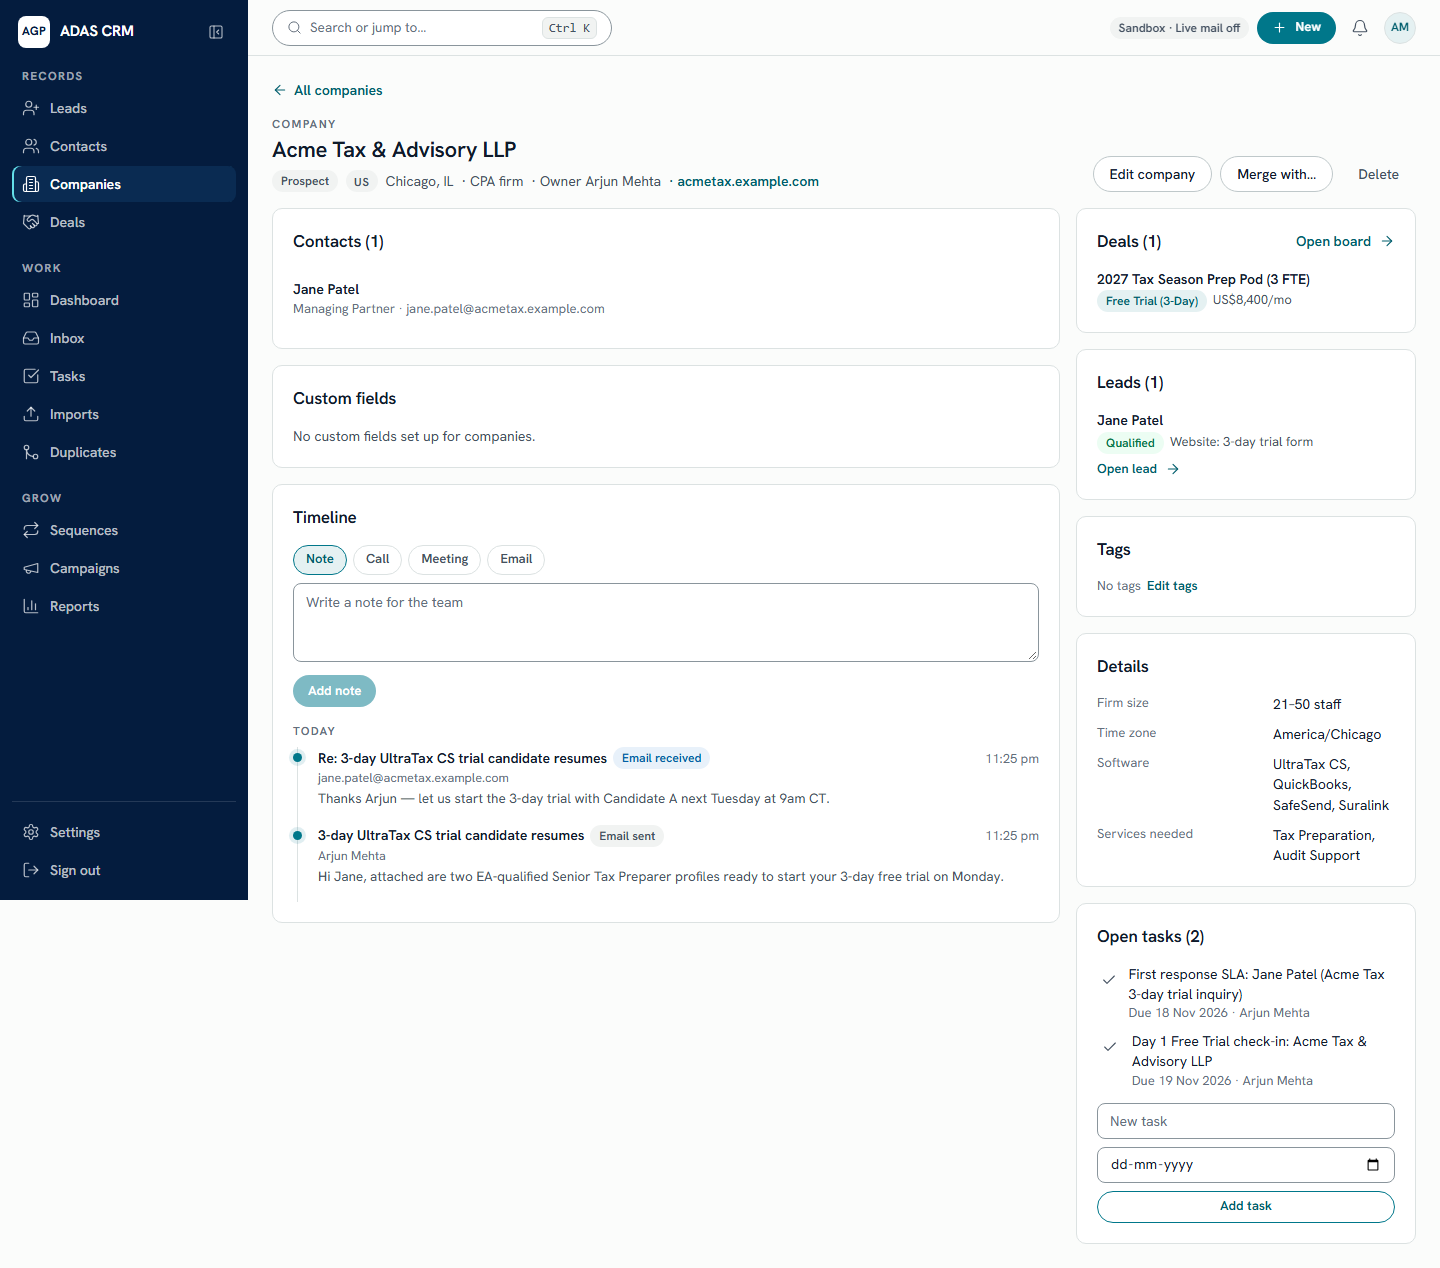 AGP ADAS CRM
RECORDS
Leads
Contacts
Companies
Deals
WORK
Dashboard
Inbox
Tasks
Imports
Duplicates
GROW
Sequences
Campaigns
Reports
Settings
Sign out
Search or jump to... Ctrl K
Sandbox · Live mail off
New
AM
All companies
COMPANY
Acme Tax & Advisory LLP
Prospect US Chicago, IL · CPA firm · Owner Arjun Mehta · acmetax.example.com
Edit company
Merge with...
Delete
Contacts (1)
Jane Patel
Managing Partner · jane.patel@acmetax.example.com
Custom fields
No custom fields set up for companies.
Timeline
Note Call Meeting Email
Write a note for the team
Add note
TODAY
Re: 3-day UltraTax CS trial candidate resumes Email received 11:25 pm
jane.patel@acmetax.example.com
Thanks Arjun — let us start the 3-day trial with Candidate A next Tuesday at 9am CT.
3-day UltraTax CS trial candidate resumes Email sent 11:25 pm
Arjun Mehta
Hi Jane, attached are two EA-qualified Senior Tax Preparer profiles ready to start your 3-day free trial on Monday.
Deals (1) Open board
2027 Tax Season Prep Pod (3 FTE)
Free Trial (3-Day) US$8,400/mo
Leads (1)
Jane Patel
Qualified Website: 3-day trial form
Open lead
Tags
No tags Edit tags
Details
Firm size 21-50 staff
Time zone America/Chicago
Software UltraTax CS,
QuickBooks,
SafeSend, Suralink
Services needed Tax Preparation,
Audit Support
Open tasks (2)
First response SLA: Jane Patel (Acme Tax
3-day trial inquiry)
Due 18 Nov 2026 · Arjun Mehta
Day 1 Free Trial check-in: Acme Tax &
Advisory LLP
Due 19 Nov 2026 · Arjun Mehta
New task
dd-mm-yyyy
Add task